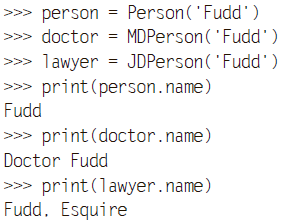 >>> person = Person('Fudd')
>>> doctor = MDPerson('Fudd')
>>> lawyer = JDPerson('Fudd')
>>> print(person.name)
Fudd
>>> print(doctor.name)
Doctor Fudd
>>> print(lawyer.name)
Fudd, Esquire